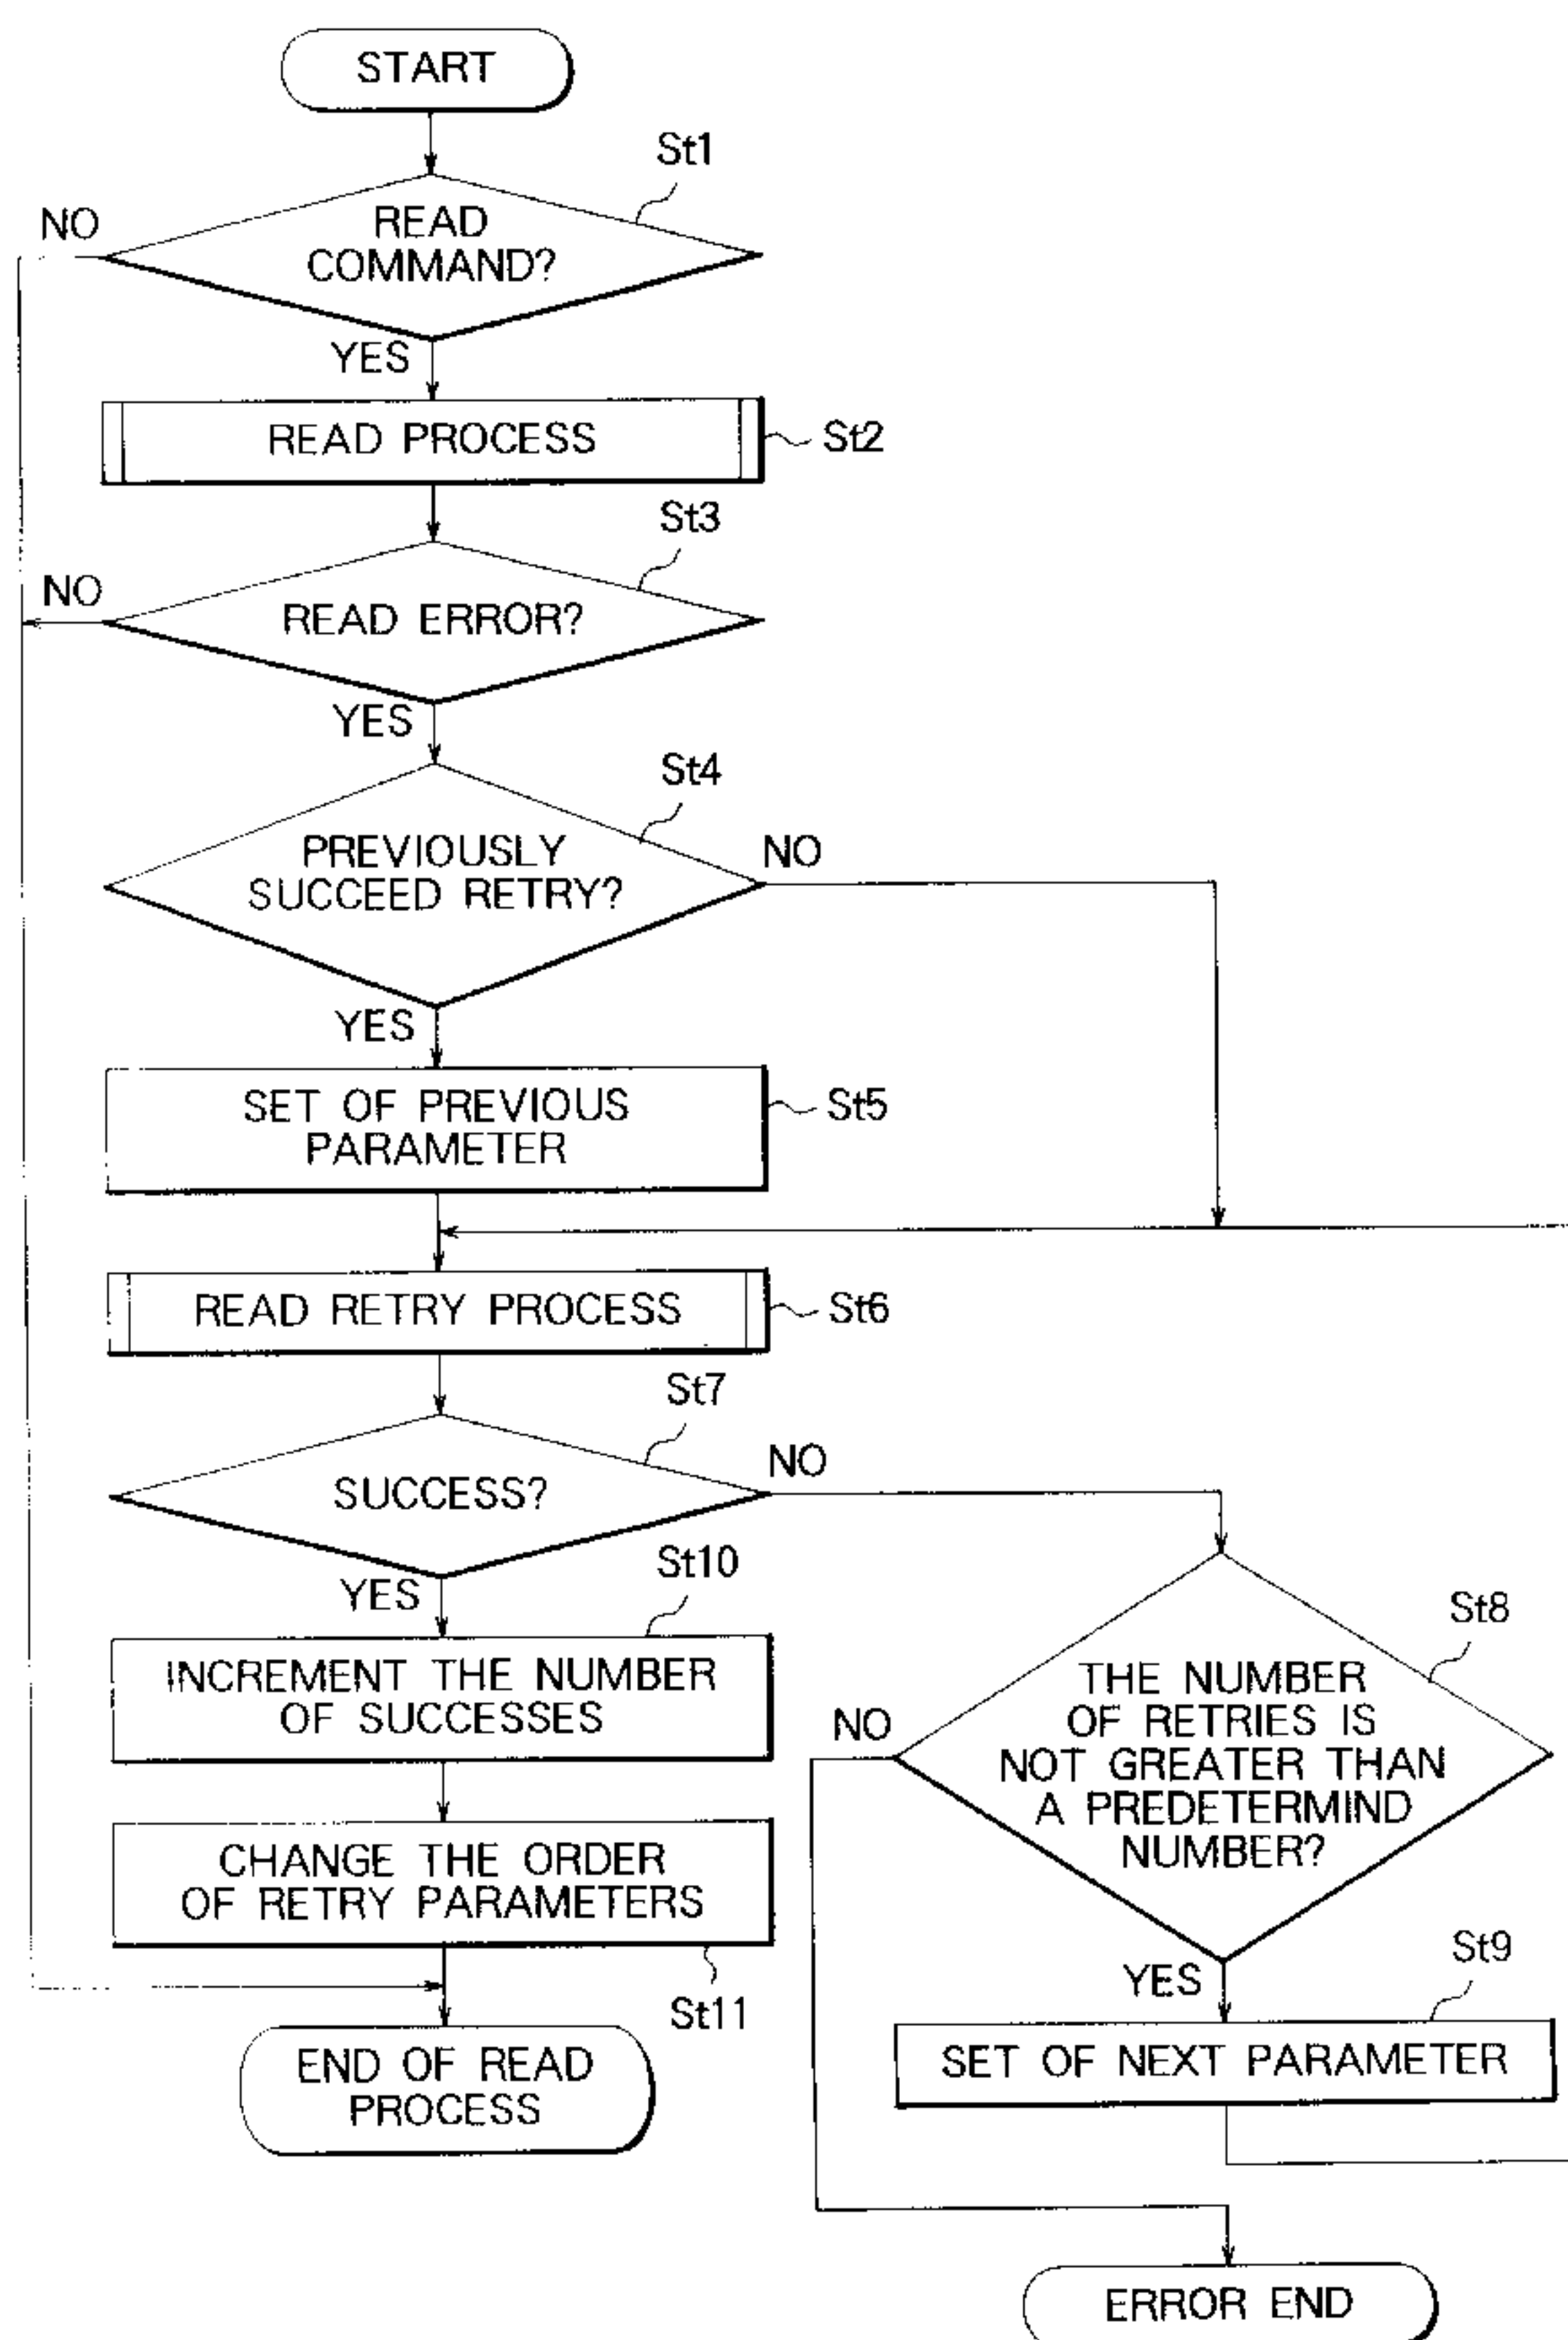 START
St1
NO
READ
COMMAND?
YES
READ PROCESS
St2
St3
NO
READ ERROR?
YES
St4
PREVIOUSLY
SUCCEED RETRY?
NO
YES
SET OF PREVIOUS
PARAMETER
St5
READ RETRY PROCESS
St6
St7
SUCCESS?
NO
YES
St10
INCREMENT THE NUMBER
OF SUCCESSES
St8
THE NUMBER
OF RETRIES IS
NOT GREATER THAN
A PREDETERMIND
NUMBER?
NO
CHANGE THE ORDER
OF RETRY PARAMETERS
St11
YES
St9
SET OF NEXT PARAMETER
END OF READ
PROCESS
ERROR END